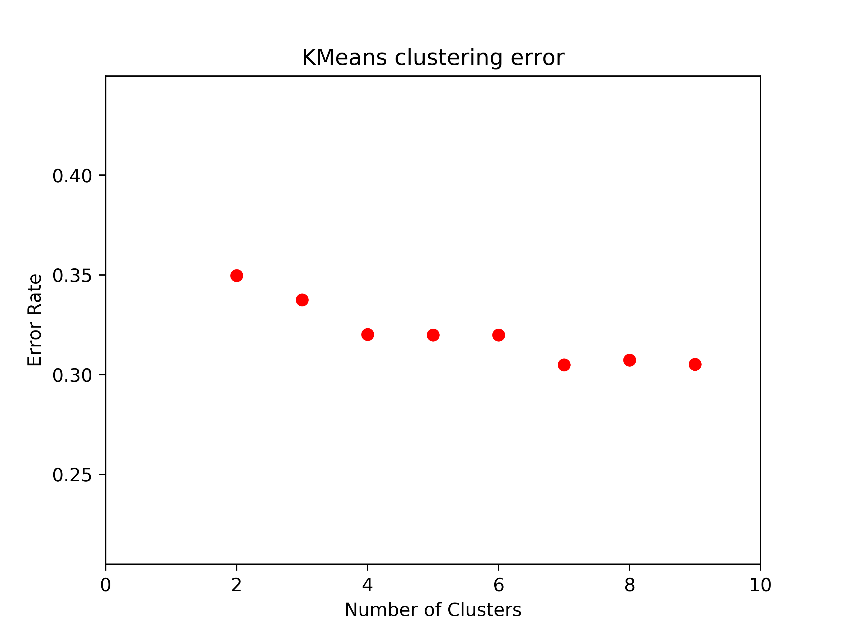 KMeans clustering error
0.40
0.35
0.30
0.25
Error Rate
0 2 4 6 8 10
Number of Clusters